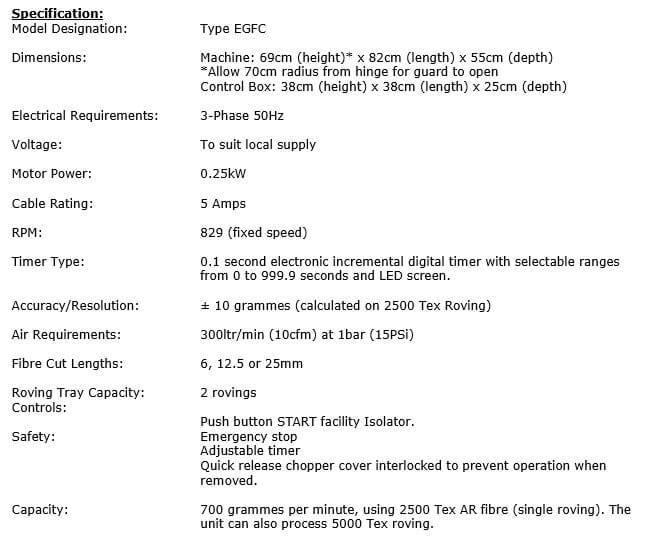 Specification:
Model Designation: Type EGFC
Dimensions: Machine: 69cm (height)* x 82cm (length) x 55cm (depth)
*Allow 70cm radius from hinge for guard to open
Control Box: 38cm (height) x 38cm (length) x 25cm (depth)
Electrical Requirements: 3-Phase 50Hz
Voltage: To suit local supply
Motor Power: 0.25kW
Cable Rating: 5 Amps
RPM: 829 (fixed speed)
Timer Type: 0.1 second electronic incremental digital timer with selectable ranges
from 0 to 999.9 seconds and LED screen.
Accuracy/Resolution: ± 10 grammes (calculated on 2500 Tex Roving)
Air Requirements: 300ltr/min (10cfm) at 1bar (15PSi)
Fibre Cut Lengths: 6, 12.5 or 25mm
Roving Tray Capacity: 2 rovings
Controls:
Push button START facility Isolator.
Safety: Emergency stop
Adjustable timer
Quick release chopper cover interlocked to prevent operation when
removed.
Capacity: 700 grammes per minute, using 2500 Tex AR fibre (single roving). The
unit can also process 5000 Tex roving.